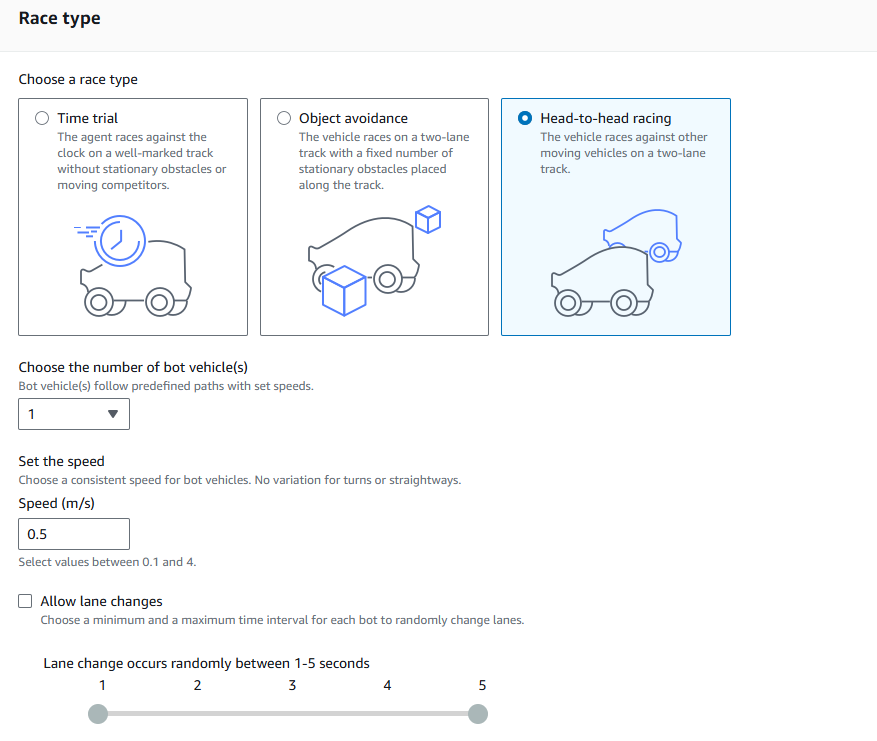 Race type
Choose a race type
Time trial
The agent races against the
clock on a well-marked track
without stationary obstacles or
moving competitors.
Object avoidance
The vehicle races on a two-lane
track with a fixed number of
stationary obstacles placed
along the track.
Head-to-head racing
The vehicle races against other
moving vehicles on a two-lane
track.
Choose the number of bot vehicle(s)
Bot vehicle(s) follow predefined paths with set speeds.
1
Set the speed
Choose a consistent speed for bot vehicles. No variation for turns or straightways.
Speed (m/s)
0.5
Select values between 0.1 and 4.
Allow lane changes
Choose a minimum and a maximum time interval for each bot to randomly change lanes.
Lane change occurs randomly between 1-5 seconds
1 2 3 4 5